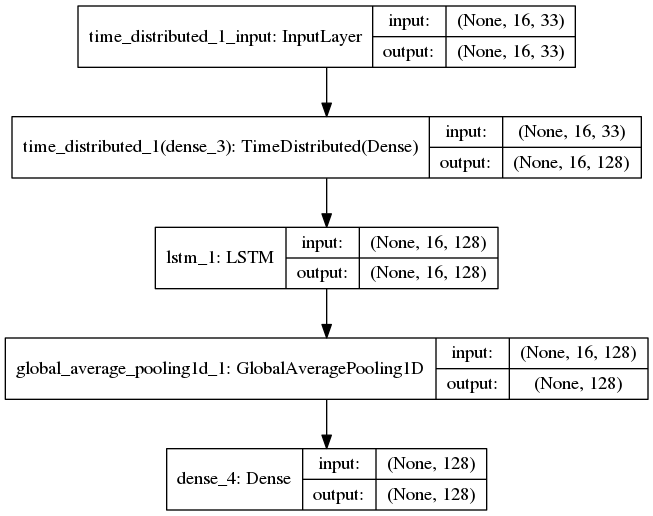 time_distributed_1_input: InputLayer
input: (None, 16, 33)
output: (None, 16, 33)
time_distributed_1(dense_3): TimeDistributed(Dense)
input: (None, 16, 33)
output: (None, 16, 128)
lstm_1: LSTM
input: (None, 16, 128)
output: (None, 16, 128)
global_average_pooling1d_1: GlobalAveragePooling1D
input: (None, 16, 128)
output: (None, 128)
dense_4: Dense
input: (None, 128)
output: (None, 128)